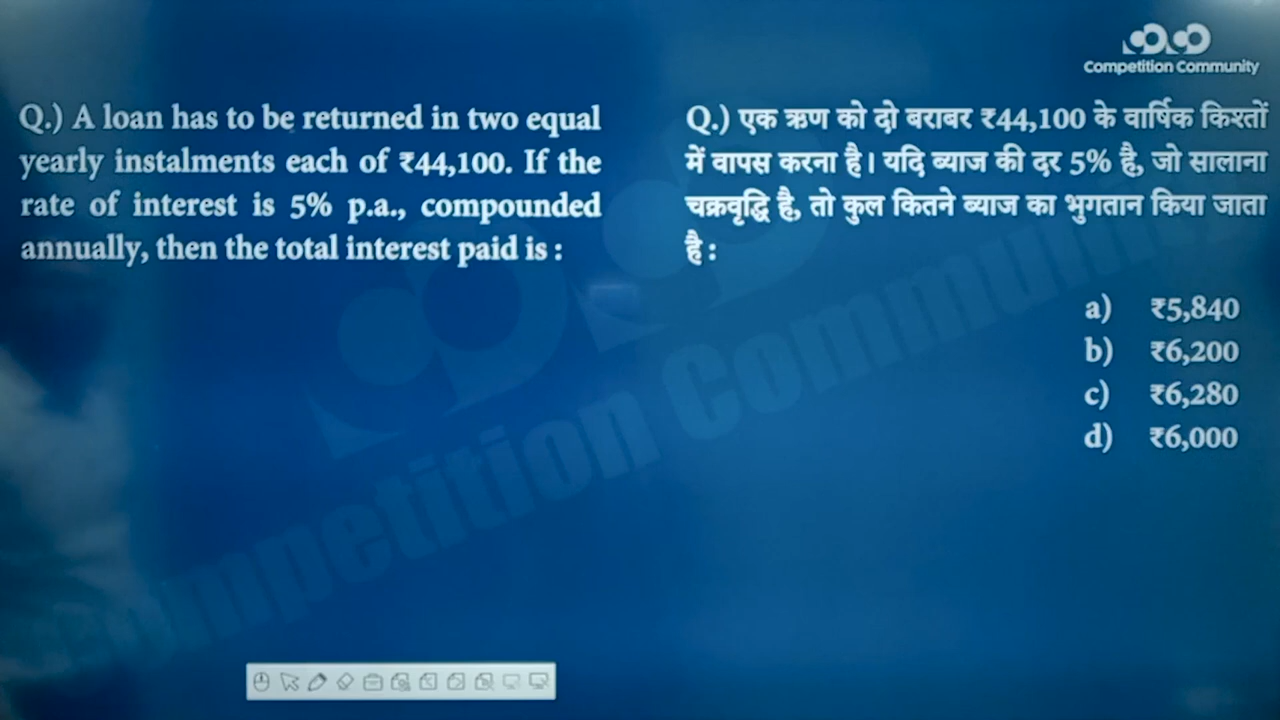 Competition Community
Q.) A loan has to be returned in two equal
yearly instalments each of ₹44,100. If the
rate of interest is 5% p.a., compounded
annually, then the total interest paid is :
Q.) एक ऋण को दो बराबर ₹44,100 के वार्षिक किश्तों
में वापस करना है। यदि ब्याज की दर 5% है, जो सालाना
चक्रवृद्धि है, तो कुल कितने ब्याज का भुगतान किया जाता
है :
a) ₹5,840
b) ₹6,200
c) ₹6,280
d) ₹6,000
Competition Community